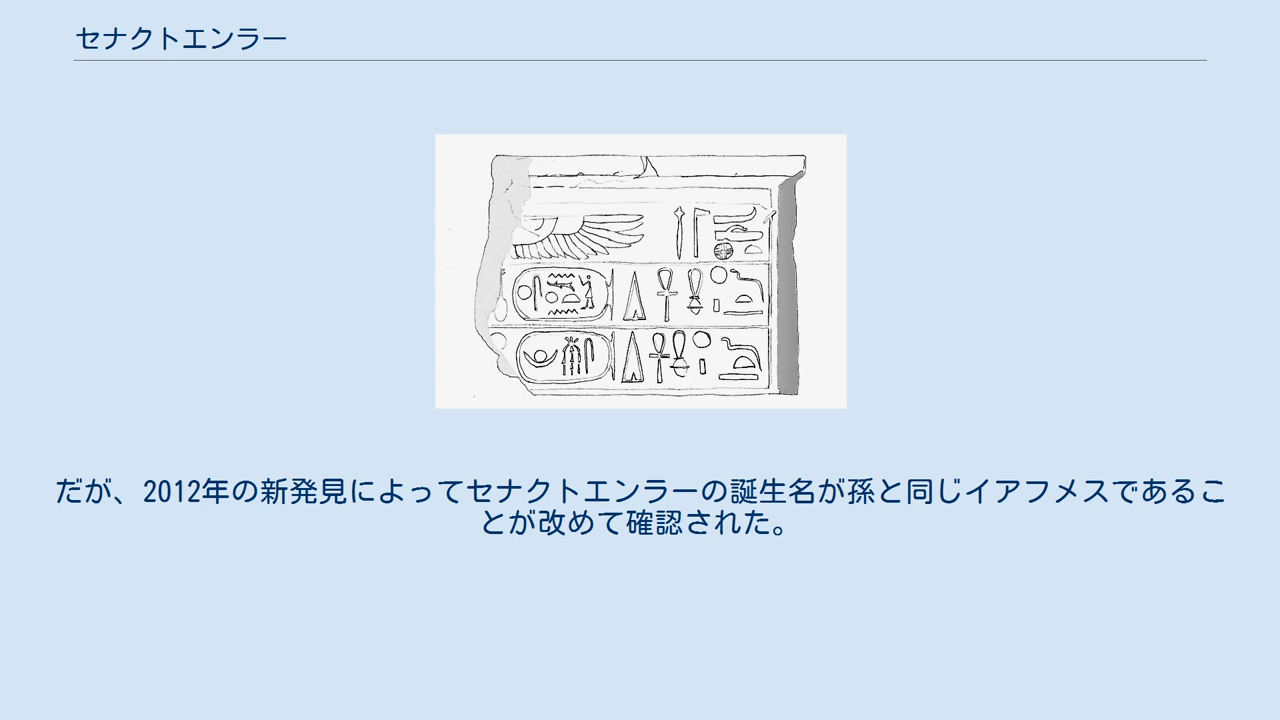 セナクトエンラー
だが、2012年の新発見によってセナクトエンラーの誕生名が孫と同じイアフメスであるこ
とが改めて確認された。